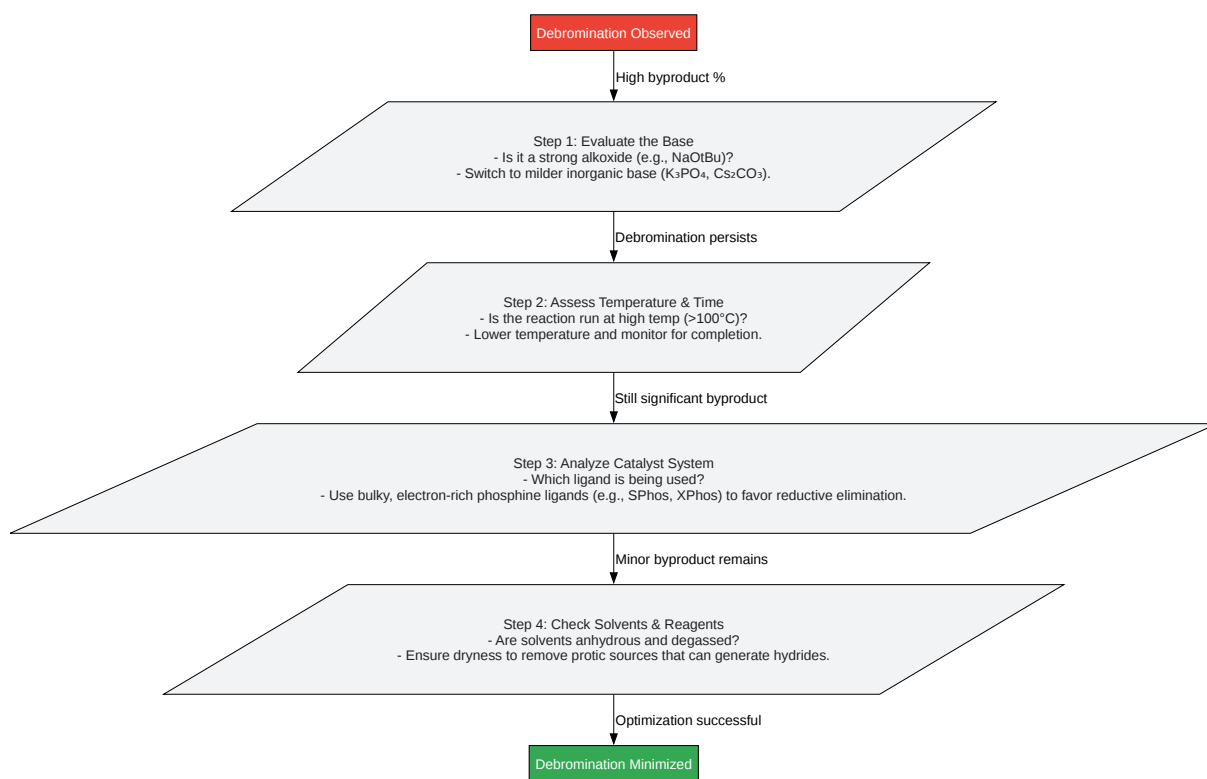 Debromination Observed
High byproduct %
Step 1: Evaluate the Base
- Is it a strong alkoxide (e.g., NaOtBu)?
- Switch to milder inorganic base (K₃PO₄, Cs₂CO₃).
Debromination persists
Step 2: Assess Temperature & Time
- Is the reaction run at high temp (>100°C)?
- Lower temperature and monitor for completion.
Still significant byproduct
Step 3: Analyze Catalyst System
- Which ligand is being used?
- Use bulky, electron-rich phosphine ligands (e.g., SPhos, XPhos) to favor reductive elimination.
Minor byproduct remains
Step 4: Check Solvents & Reagents
- Are solvents anhydrous and degassed?
- Ensure dryness to remove protic sources that can generate hydrides.
Optimization successful
Debromination Minimized